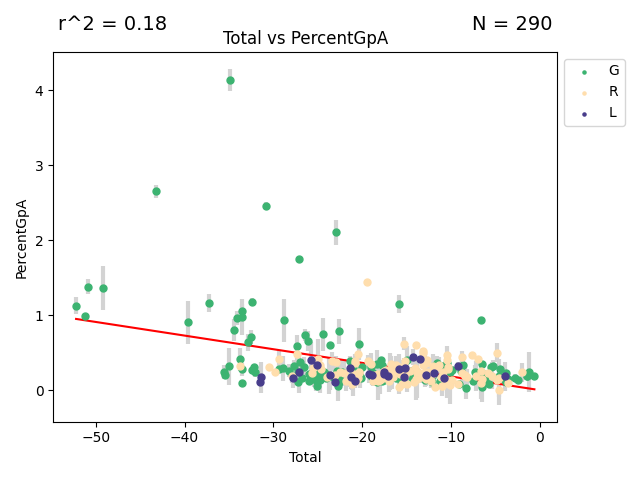 r^2 = 0.18
N = 290
Total vs PercentGpA
G
R
L
PercentGpA
4
3
2
1
0
−50
−40
−30
−20
−10
0
Total